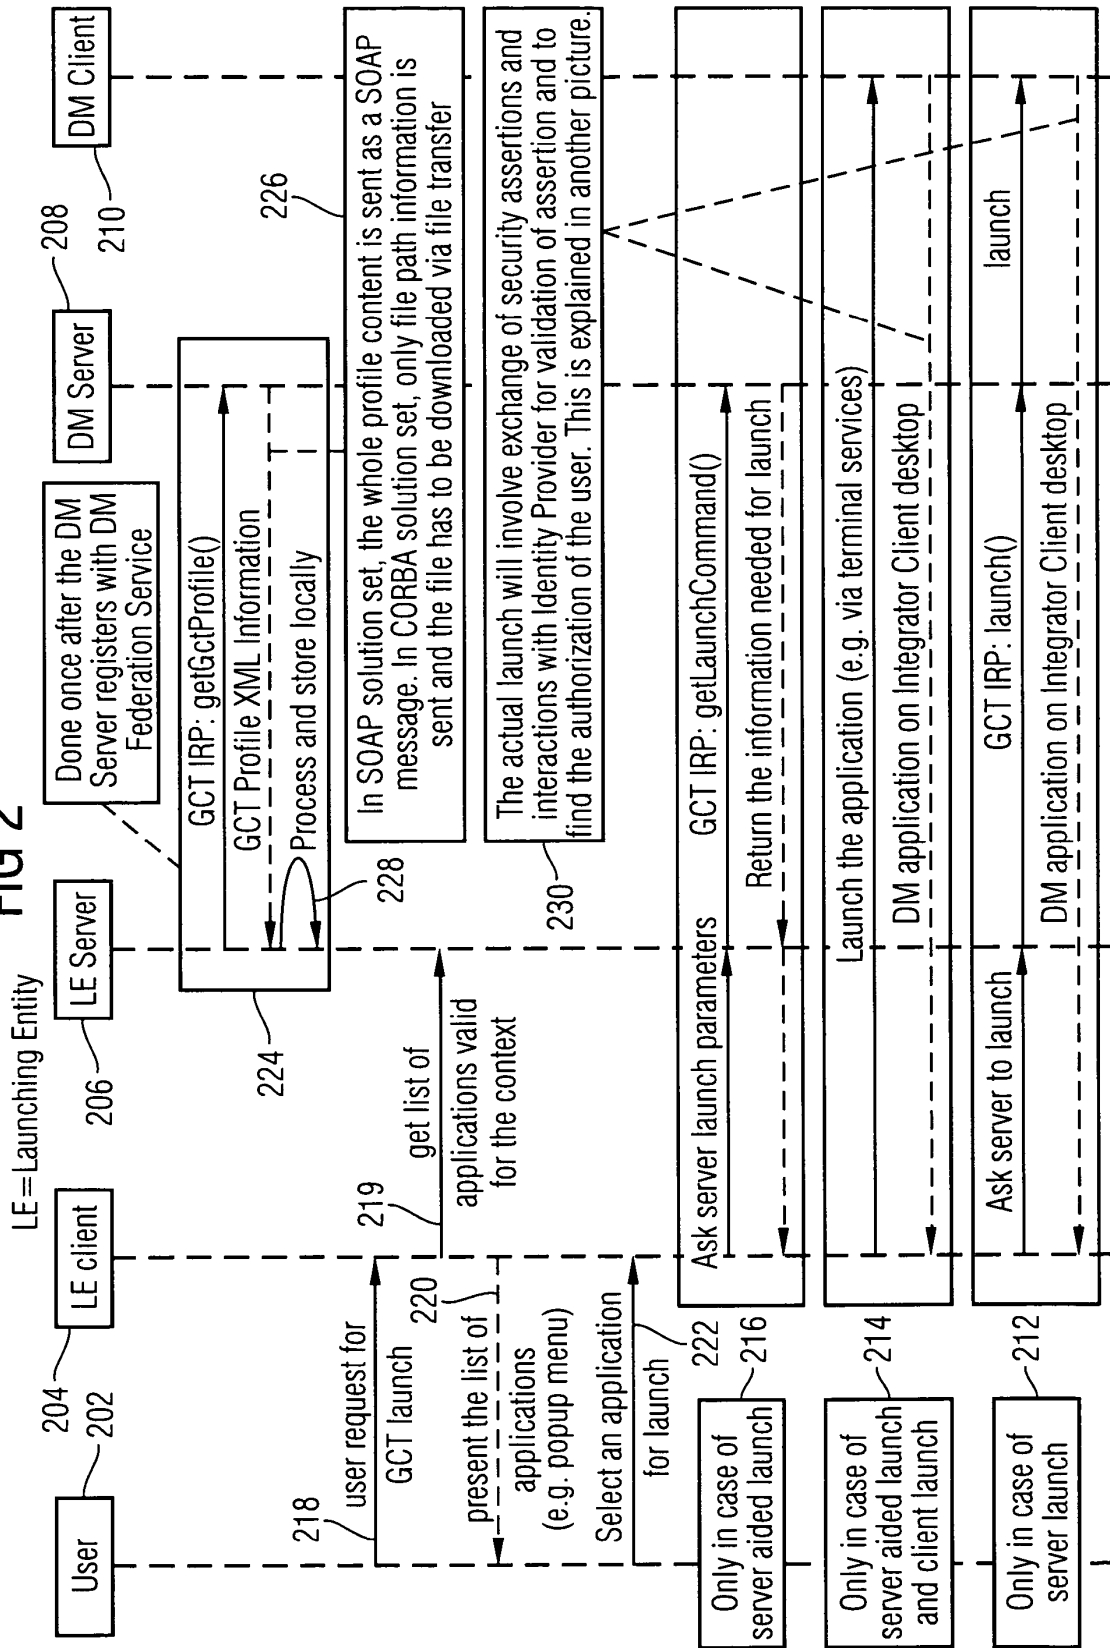 FIG 2
LE=Launching Entity
User
202
LE client
204
LE Server
206
DM Server
208
DM Client
210
Done once after the DM
Server registers with DM
Federation Service
GCT IRP: getGctProfile()
GCT Profile XML Information
Process and store locally
224
228
226
In SOAP solution set, the whole profile content is sent as a SOAP
message. In CORBA solution set, only file path information is
sent and the file has to be downloaded via file transfer
218
user request for
GCT launch
219
get list of
applications valid
for the context
220
present the list of
applications
(e.g. popup menu)
230
The actual launch will involve exchange of security assertions and
interactions with Identity Provider for validation of assertion and to
find the authorization of the user. This is explained in another picture.
Select an application
for launch
222
Only in case of
server aided launch
216
Ask server launch parameters
GCT IRP: getLaunchCommand()
Return the information needed for launch
Only in case of
server aided launch
and client launch
214
Launch the application (e.g. via terminal services)
DM application on Integrator Client desktop
Only in case of
server launch
212
Ask server to launch
GCT IRP: launch()
launch
DM application on Integrator Client desktop